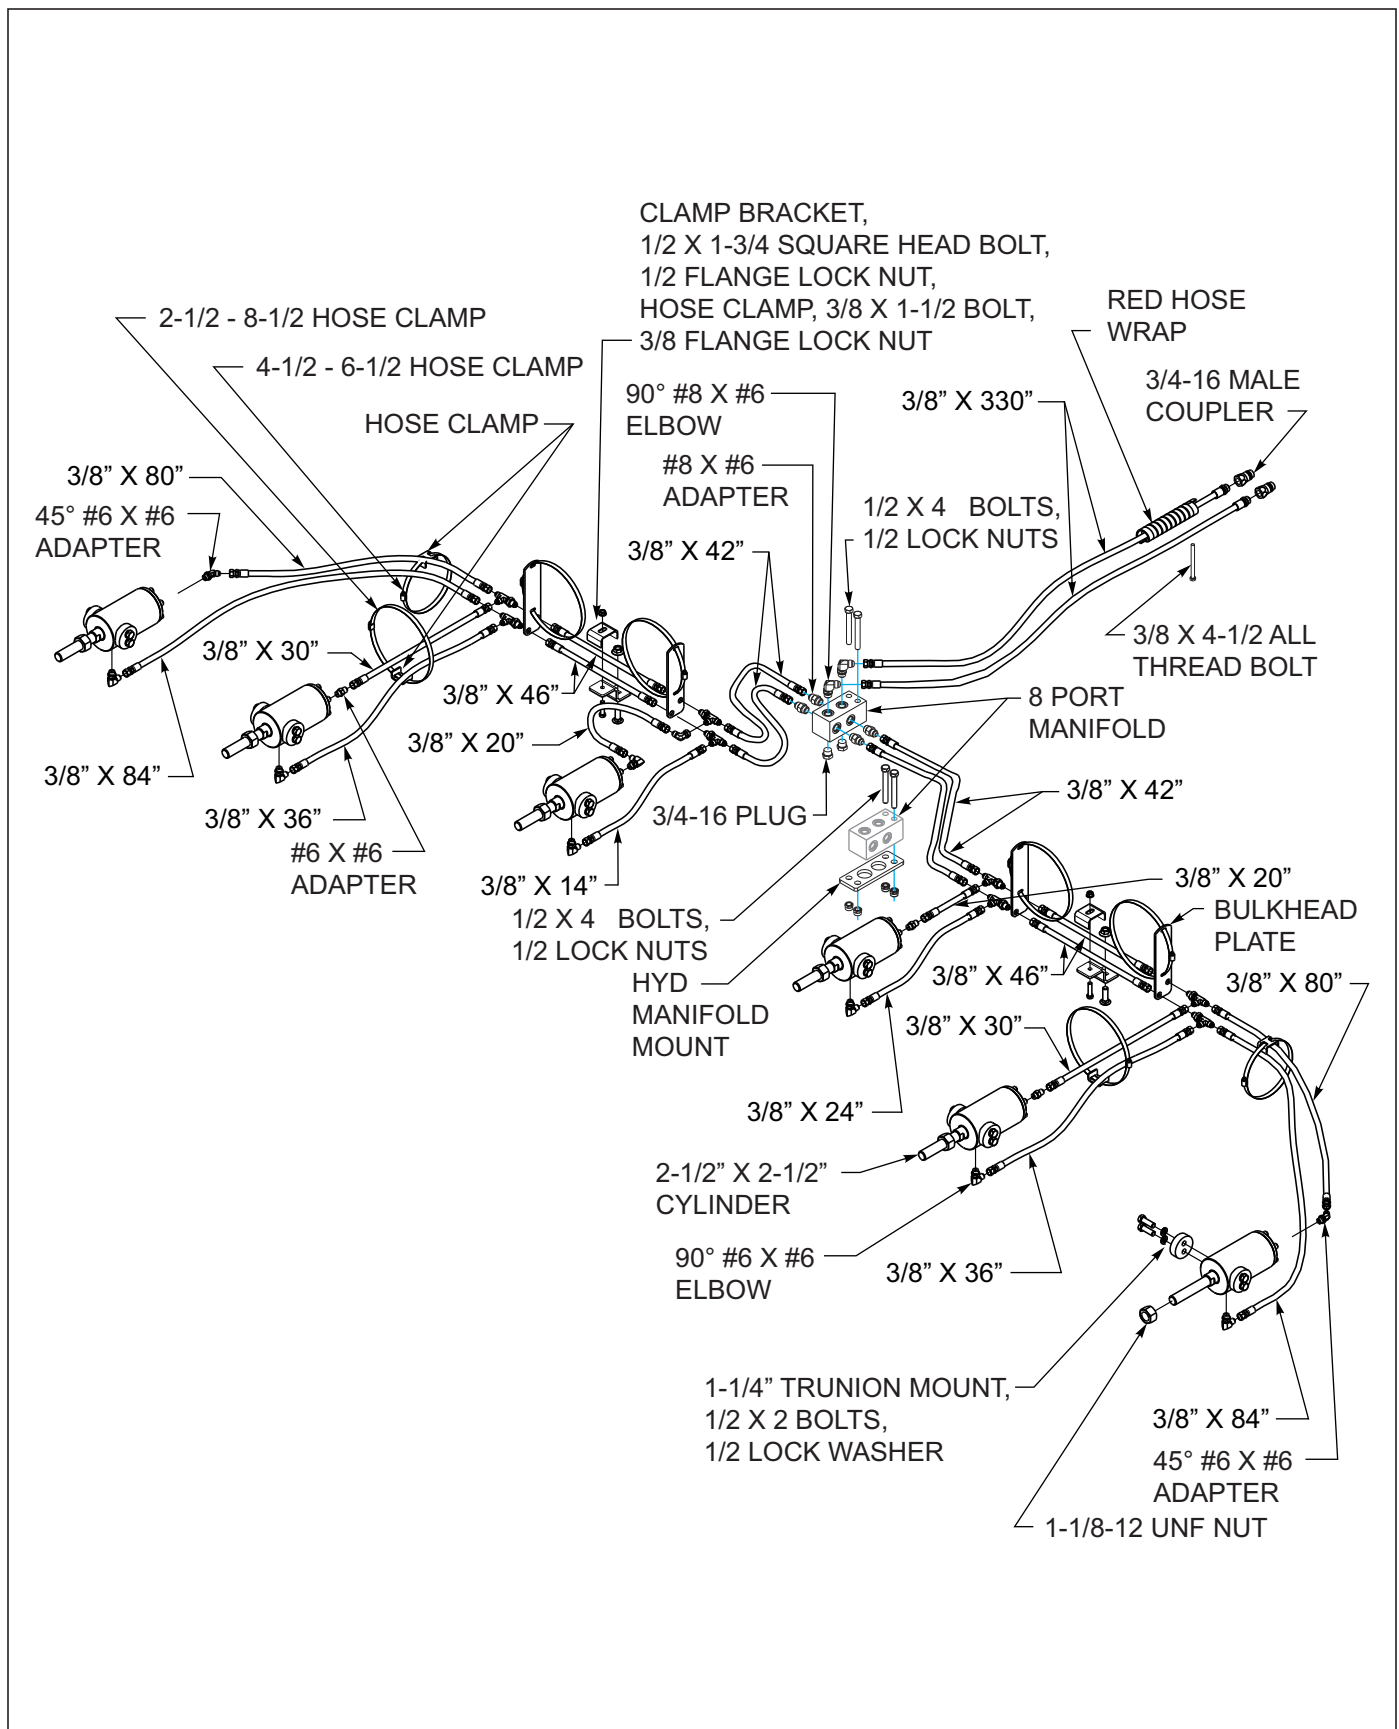 CLAMP BRACKET,
1/2 X 1-3/4 SQUARE HEAD BOLT,
1/2 FLANGE LOCK NUT,
HOSE CLAMP, 3/8 X 1-1/2 BOLT,
3/8 FLANGE LOCK NUT
2-1/2 - 8-1/2 HOSE CLAMP
4-1/2 - 6-1/2 HOSE CLAMP
HOSE CLAMP
RED HOSE
WRAP
3/4-16 MALE
COUPLER
90° #8 X #6
ELBOW
3/8” X 330”
#8 X #6
ADAPTER
3/8” X 80”
45° #6 X #6
ADAPTER
1/2 X 4 BOLTS,
1/2 LOCK NUTS
3/8” X 42”
3/8 X 4-1/2 ALL
THREAD BOLT
3/8” X 30”
3/8” X 46”
8 PORT
MANIFOLD
3/8” X 20”
3/8” X 84”
3/8” X 36”
3/4-16 PLUG
3/8” X 42”
#6 X #6
ADAPTER
3/8” X 14”
3/8” X 20”
BULKHEAD
PLATE
1/2 X 4 BOLTS,
1/2 LOCK NUTS
HYD
MANIFOLD
MOUNT
3/8” X 46”
3/8” X 80”
3/8” X 30”
3/8” X 24”
2-1/2” X 2-1/2”
CYLINDER
90° #6 X #6
ELBOW
3/8” X 36”
1-1/4” TRUNION MOUNT,
1/2 X 2 BOLTS,
1/2 LOCK WASHER
3/8” X 84”
45° #6 X #6
ADAPTER
1-1/8-12 UNF NUT